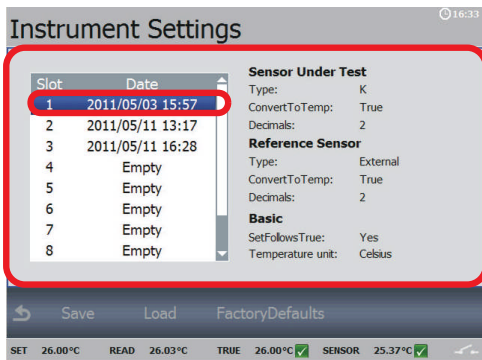 16:33
Instrument Settings
Slot Date
1 2011/05/03 15:57
2 2011/05/11 13:17
3 2011/05/11 16:28
4 Empty
5 Empty
6 Empty
7 Empty
8 Empty
Sensor Under Test
Type: K
ConvertToTemp: True
Decimals: 2
Reference Sensor
Type: External
ConvertToTemp: True
Decimals: 2
Basic
SetFollowsTrue: Yes
Temperature unit: Celsius
Save Load FactoryDefaults
SET 26.00°C READ 26.03°C TRUE 26.00°C SENSOR 25.37°C